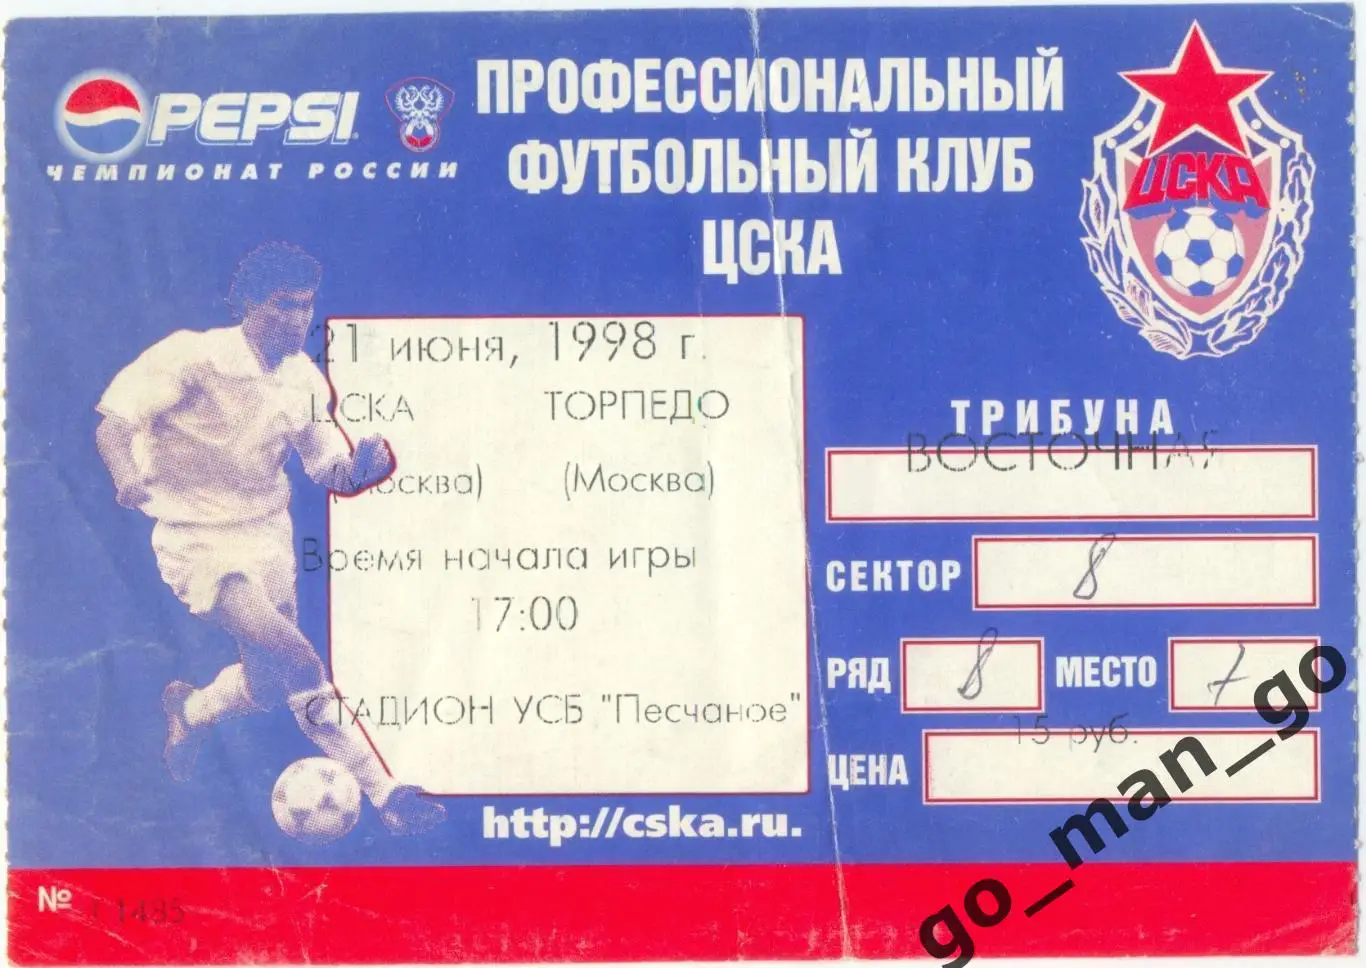 PEPSI
ЧЕМПИОНАТ РОССИИ
ПРОФЕССИОНАЛЬНЫЙ
ФУТБОЛЬНЫЙ КЛУБ
ЦСКА
ЦСКА
21 июня, 1998 г.
ЦСКА ТОРПЕДО
(Москва) (Москва)
Время начала игры
17:00
СТАДИОН УСБ "Песчаное"
http://cska.ru.
ТРИБУНА
ВОСТОЧНАЯ
СЕКТОР 8
РЯД 8 МЕСТО 7
15 руб.
ЦЕНА
№ 1485
go_man_go